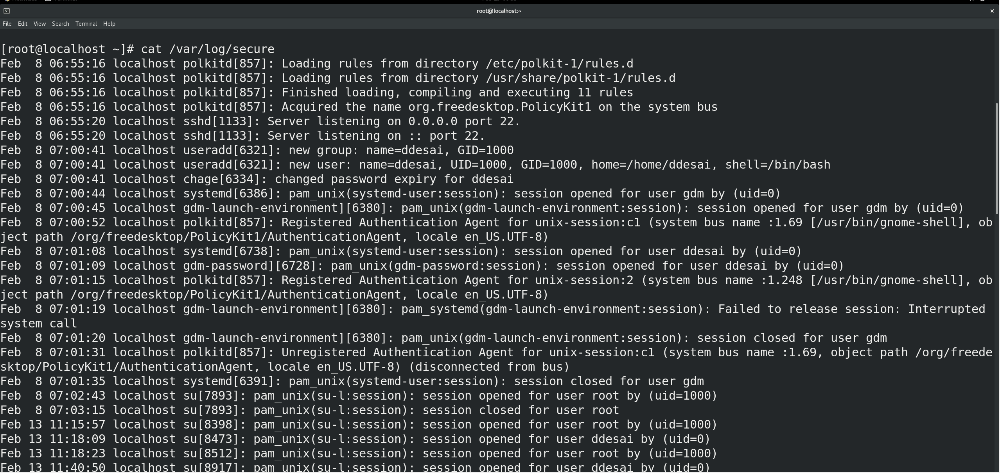 root@localhost:~
File Edit View Search Terminal Help
[root@localhost ~]# cat /var/log/secure
Feb  8 06:55:16 localhost polkitd[857]: Loading rules from directory /etc/polkit-1/rules.d
Feb  8 06:55:16 localhost polkitd[857]: Loading rules from directory /usr/share/polkit-1/rules.d
Feb  8 06:55:16 localhost polkitd[857]: Finished loading, compiling and executing 11 rules
Feb  8 06:55:16 localhost polkitd[857]: Acquired the name org.freedesktop.PolicyKit1 on the system bus
Feb  8 06:55:20 localhost sshd[1133]: Server listening on 0.0.0.0 port 22.
Feb  8 06:55:20 localhost sshd[1133]: Server listening on :: port 22.
Feb  8 07:00:41 localhost useradd[6321]: new group: name=ddesai, GID=1000
Feb  8 07:00:41 localhost useradd[6321]: new user: name=ddesai, UID=1000, GID=1000, home=/home/ddesai, shell=/bin/bash
Feb  8 07:00:41 localhost chage[6334]: changed password expiry for ddesai
Feb  8 07:00:44 localhost systemd[6386]: pam_unix(systemd-user:session): session opened for user gdm by (uid=0)
Feb  8 07:00:45 localhost gdm-launch-environment][6380]: pam_unix(gdm-launch-environment:session): session opened for user gdm by (uid=0)
Feb  8 07:00:52 localhost polkitd[857]: Registered Authentication Agent for unix-session:c1 (system bus name :1.69 [/usr/bin/gnome-shell], ob
ject path /org/freedesktop/PolicyKit1/AuthenticationAgent, locale en_US.UTF-8)
Feb  8 07:01:08 localhost systemd[6738]: pam_unix(systemd-user:session): session opened for user ddesai by (uid=0)
Feb  8 07:01:09 localhost gdm-password][6728]: pam_unix(gdm-password:session): session opened for user ddesai by (uid=0)
Feb  8 07:01:15 localhost polkitd[857]: Registered Authentication Agent for unix-session:2 (system bus name :1.248 [/usr/bin/gnome-shell], ob
ject path /org/freedesktop/PolicyKit1/AuthenticationAgent, locale en_US.UTF-8)
Feb  8 07:01:19 localhost gdm-launch-environment][6380]: pam_systemd(gdm-launch-environment:session): Failed to release session: Interrupted
system call
Feb  8 07:01:20 localhost gdm-launch-environment][6380]: pam_unix(gdm-launch-environment:session): session closed for user gdm
Feb  8 07:01:31 localhost polkitd[857]: Unregistered Authentication Agent for unix-session:c1 (system bus name :1.69, object path /org/freede
sktop/PolicyKit1/AuthenticationAgent, locale en_US.UTF-8) (disconnected from bus)
Feb  8 07:01:35 localhost systemd[6391]: pam_unix(systemd-user:session): session closed for user gdm
Feb  8 07:02:43 localhost su[7893]: pam_unix(su-l:session): session opened for user root by (uid=1000)
Feb  8 07:03:15 localhost su[7893]: pam_unix(su-l:session): session closed for user root
Feb 13 11:15:57 localhost su[8398]: pam_unix(su-l:session): session opened for user root by (uid=1000)
Feb 13 11:18:09 localhost su[8473]: pam_unix(su-l:session): session opened for user ddesai by (uid=0)
Feb 13 11:18:23 localhost su[8512]: pam_unix(su-l:session): session opened for user root by (uid=1000)
Feb 13 11:40:50 localhost su[8917]: pam_unix(su-l:session): session opened for user ddesai by (uid=0)